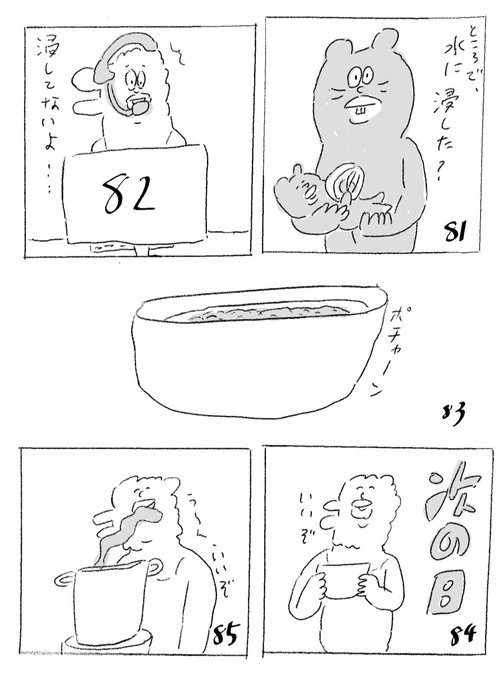 ところで、
水に
浸した?
81
浸してないよ……
82
ポチャーン
83
次の日
いいぞ
84
う〜ん、いいぞ
85